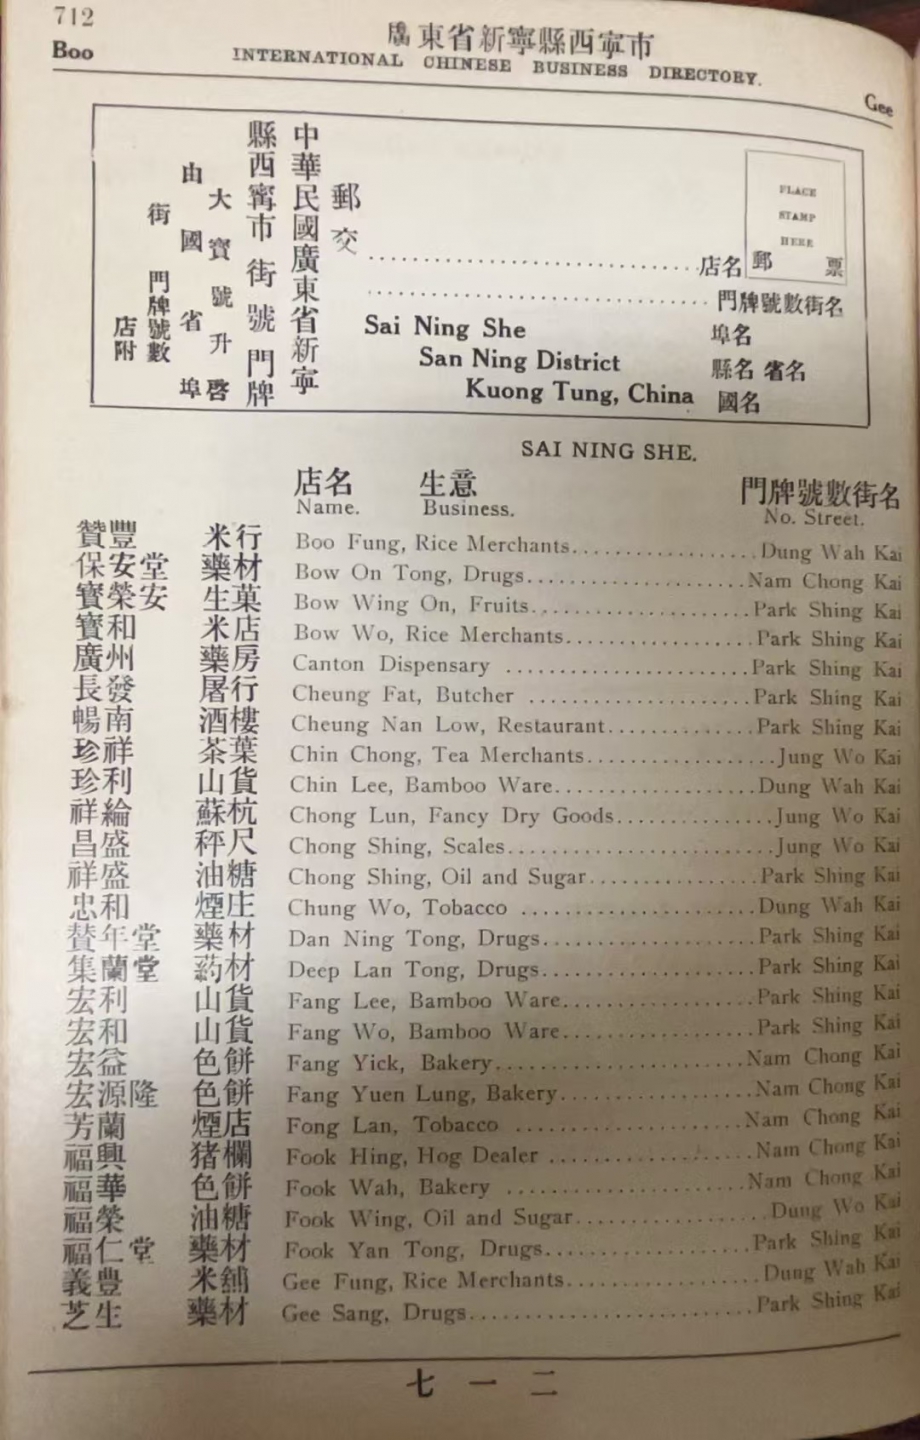 712
廣東省新寧縣西寧市
Boo
INTERNATIONAL CHINESE BUSINESS DIRECTORY.
Gee
PLACE
STAMP
HERE
郵票
郵交
中華民國廣東省新寧
縣西寗市街號門牌
大寶號升啓
由國省埠
街門牌號數
店附
店名
門牌號數街名
Sai Ning She 埠名
San Ning District 縣名 省名
Kuong Tung, China 國名
SAI NING SHE.
店名 生意 門牌號數街名
Name. Business. No. Street.
贊豐 米行 Boo Fung, Rice Merchants..................Dung Wah Kai
保安堂 藥材 Bow On Tong, Drugs.....................Nam Chong Kai
寳榮安 生菓 Bow Wing On, Fruits.....................Park Shing Kai
寳和 米店 Bow Wo, Rice Merchants..................Park Shing Kai
廣州 藥房 Canton Dispensary ........................Park Shing Kai
長發 屠行 Cheung Fat, Butcher ......................Park Shing Kai
暢南 酒樓 Cheung Nan Low, Restaurant..............Park Shing Kai
珍祥 茶葉 Chin Chong, Tea Merchants..................Jung Wo Kai
珍利 山貨 Chin Lee, Bamboo Ware...................Dung Wah Kai
祥綸 蘇杭 Chong Lun, Fancy Dry Goods...............Jung Wo Kai
昌盛 秤尺 Chong Shing, Scales.........................Jung Wo Kai
祥盛 油糖 Chong Shing, Oil and Sugar................Park Shing Kai
忠和 煙庄 Chung Wo, Tobacco ......................Dung Wah Kai
贊年堂 藥材 Dan Ning Tong, Drugs....................Park Shing Kai
集蘭堂 葯材 Deep Lan Tong, Drugs....................Park Shing Kai
宏利 山貨 Fang Lee, Bamboo Ware..................Park Shing Kai
宏和 山貨 Fang Wo, Bamboo Ware..................Park Shing Kai
宏益 色餅 Fang Yick, Bakery........................Nam Chong Kai
宏源隆 色餅 Fang Yuen Lung, Bakery..................Nam Chong Kai
芳蘭 煙店 Fong Lan, Tobacco ......................Nam Chong Kai
福興 猪欄 Fook Hing, Hog Dealer ...................Nam Chong Kai
福華 色餅 Fook Wah, Bakery .......................Nam Chong Kai
福榮 油糖 Fook Wing, Oil and Sugar..................Dung Wo Kai
福仁堂 藥材 Fook Yan Tong, Drugs....................Park Shing Kai
義豊 米舖 Gee Fung, Rice Merchants..................Dung Wah Kai
芝生 藥材 Gee Sang, Drugs...........................Park Shing Kai
七一二